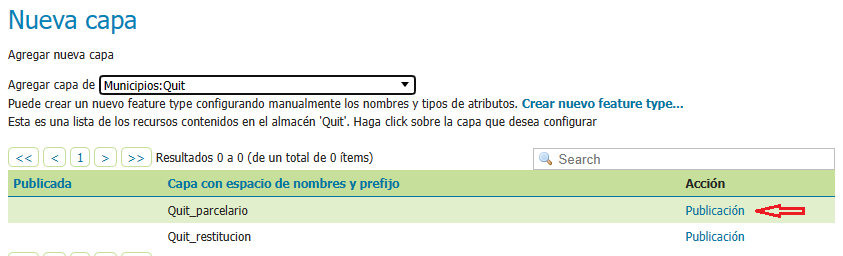 Nueva capa
Agregar nueva capa
Agregar capa de Municipios:Quit
Puede crear un nuevo feature type configurando manualmente los nombres y tipos de atributos. Crear nuevo feature type...
Esta es una lista de los recursos contenidos en el almacén 'Quit'. Haga click sobre la capa que desea configurar
<< < 1 > >> Resultados 0 a 0 (de un total de 0 ítems) Search
Publicada Capa con espacio de nombres y prefijo Acción
Quit_parcelario Publicación
Quit_restitucion Publicación